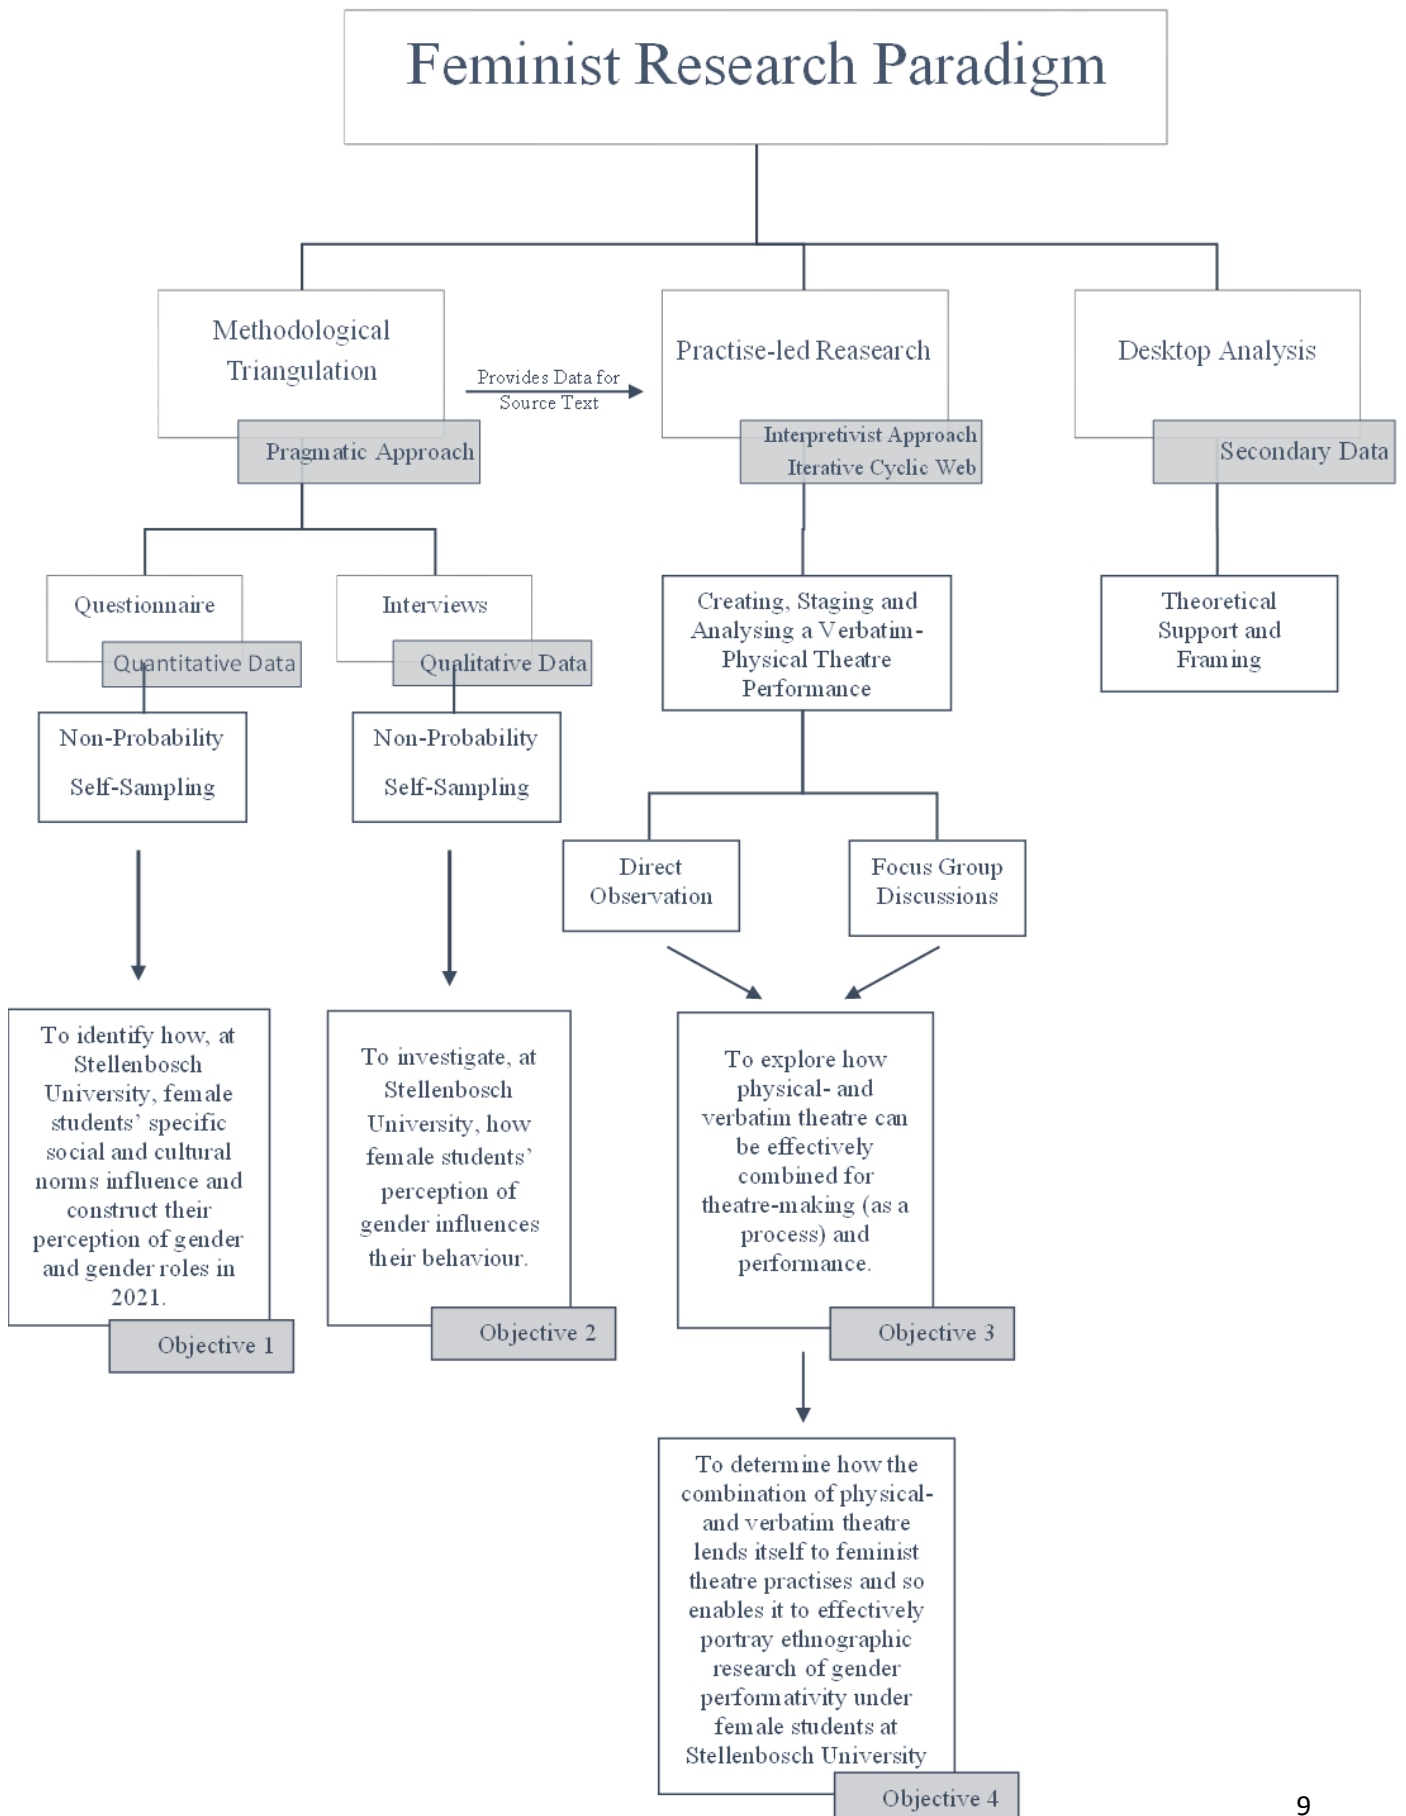 Feminist Research Paradigm
Methodological
Triangulation
Pragmatic Approach
Provides Data for
Source Text
Practise-led Reasearch
Interpretivist Approach
Iterative Cyclic Web
Desktop Analysis
Secondary Data
Questionnaire
Quantitative Data
Interviews
Qualitative Data
Creating, Staging and
Analysing a Verbatim-
Physical Theatre
Performance
Theoretical
Support and
Framing
Non-Probability
Self-Sampling
Non-Probability
Self-Sampling
Direct
Observation
Focus Group
Discussions
To identify how, at
Stellenbosch
University, female
students’ specific
social and cultural
norms influence and
construct their
perception of gender
and gender roles in
2021.
Objective 1
To investigate, at
Stellenbosch
University, how
female students’
perception of
gender influences
their behaviour.
Objective 2
To explore how
physical- and
verbatim theatre can
be effectively
combined for
theatre-making (as a
process) and
performance.
Objective 3
To determine how the
combination of physical-
and verbatim theatre
lends itself to feminist
theatre practises and so
enables it to effectively
portray ethnographic
research of gender
performativity under
female students at
Stellenbosch University
Objective 4
9